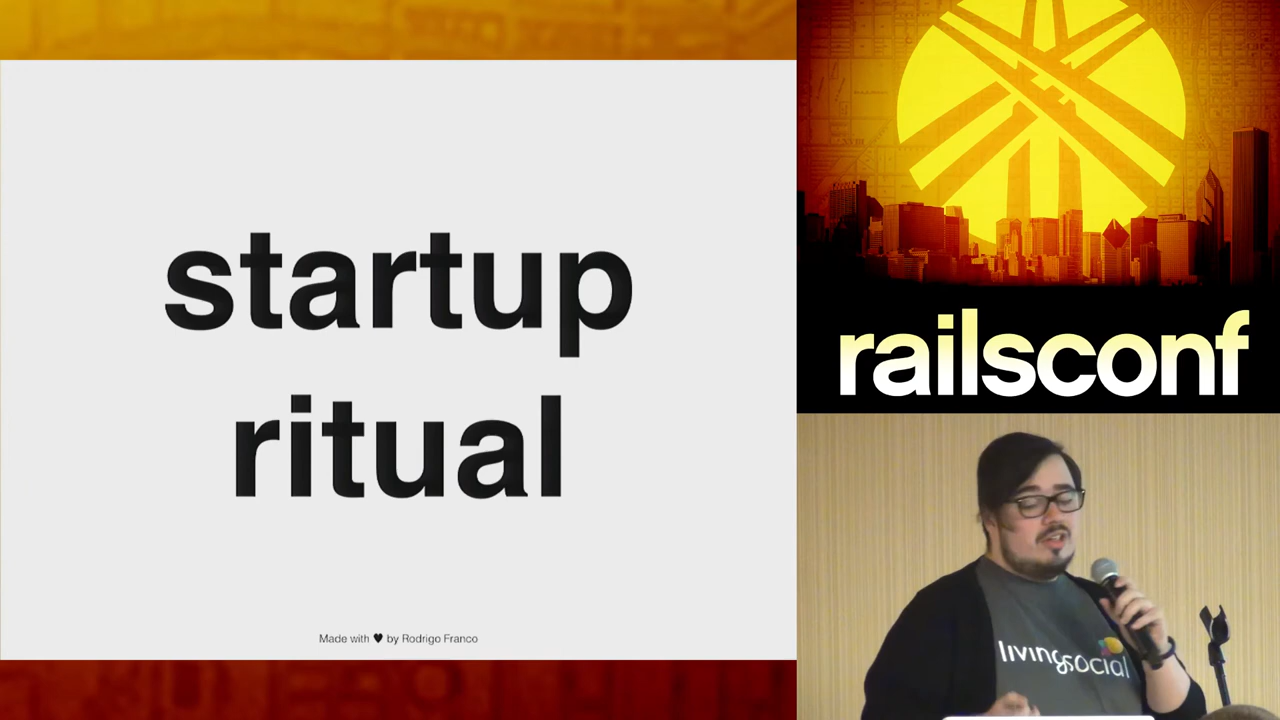 startup
ritual
Made with ♥ by Rodrigo Franco
railsconf
livingsocial